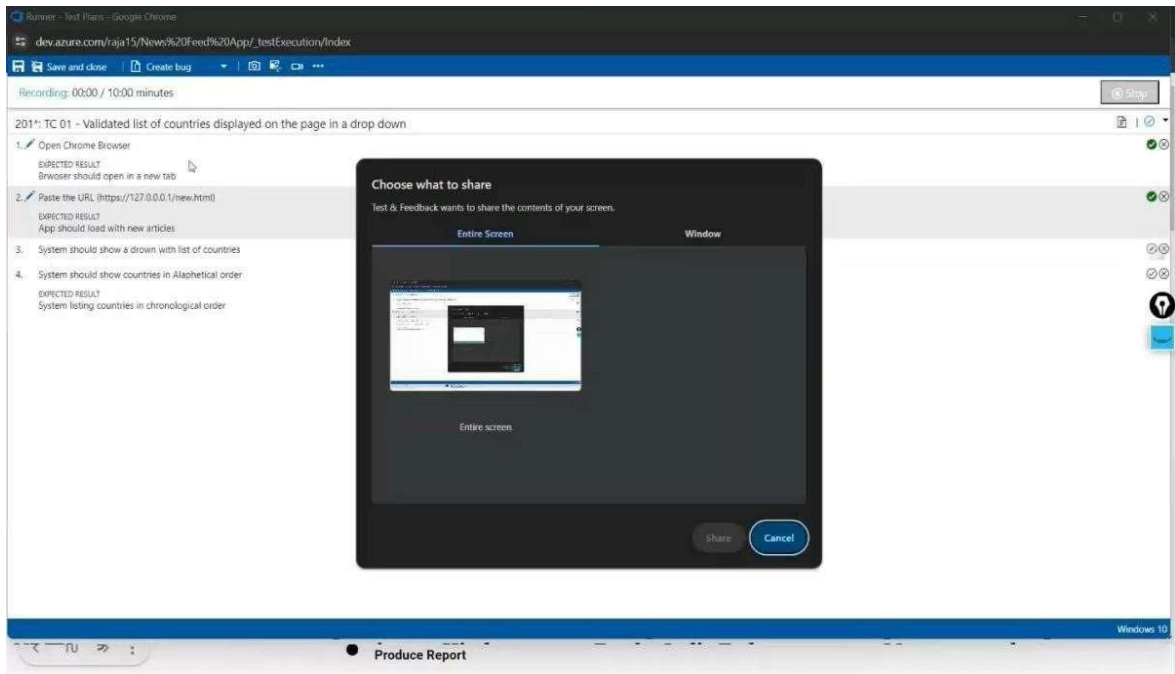 Runner - Test Plans - Google Chrome
dev.azure.com/raja15/News%20Feed%20App/_testExecution/Index
Save and close Create bug
Recording: 00:00 / 10:00 minutes
Stop
201*: TC 01 - Validated list of countries displayed on the page in a drop down
1. Open Chrome Browser
EXPECTED RESULT
Brwoser should open in a new tab
2. Paste the URL (https://127.0.0.0.1/new.html)
EXPECTED RESULT
App should load with new articles
3. System should show a drown with list of countries
4. System should show countries in Alaphetical order
EXPECTED RESULT
System listing countries in chronological order
Choose what to share
Test & Feedback wants to share the contents of your screen.
Entire Screen Window
Entire screen
Share Cancel
Windows 10
Produce Report